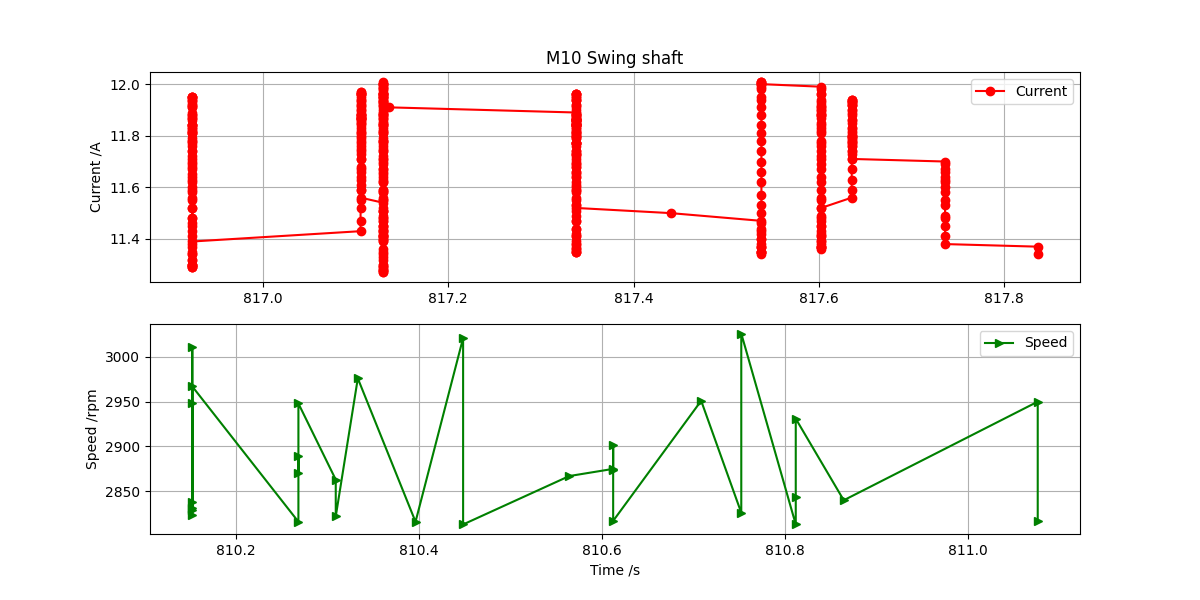 M10 Swing shaft
12.0
11.8
11.6
11.4
Current /A
Current
817.0 817.2 817.4 817.6 817.8
3000
2950
2900
2850
Speed /rpm
Speed
810.2 810.4 810.6 810.8 811.0
Time /s